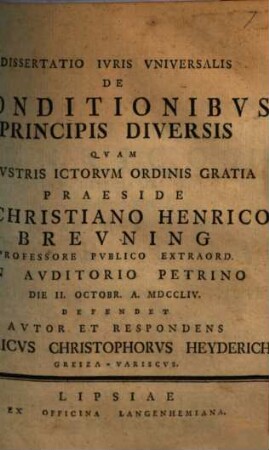 DISSERTATIO IVRIS VNIVERSALIS
DE
ONDITIONIBVS
PRINCIPIS DIVERSIS
QVAM
VSTRIS ICTORVM ORDINIS GRATIA
PRAESIDE
CHRISTIANO HENRICO
BREVNING
PROFESSORE PVBLICO EXTRAORD.
N AVDITORIO PETRINO
DIE II. OCTOBR. A. MDCCLIV.
DEFENDET
AVTOR ET RESPONDENS
ICVS CHRISTOPHORVS HEYDERICH
GREIZA - VARISCVS.
LIPSIAE
EX OFFICINA LANGENHEMIANA.